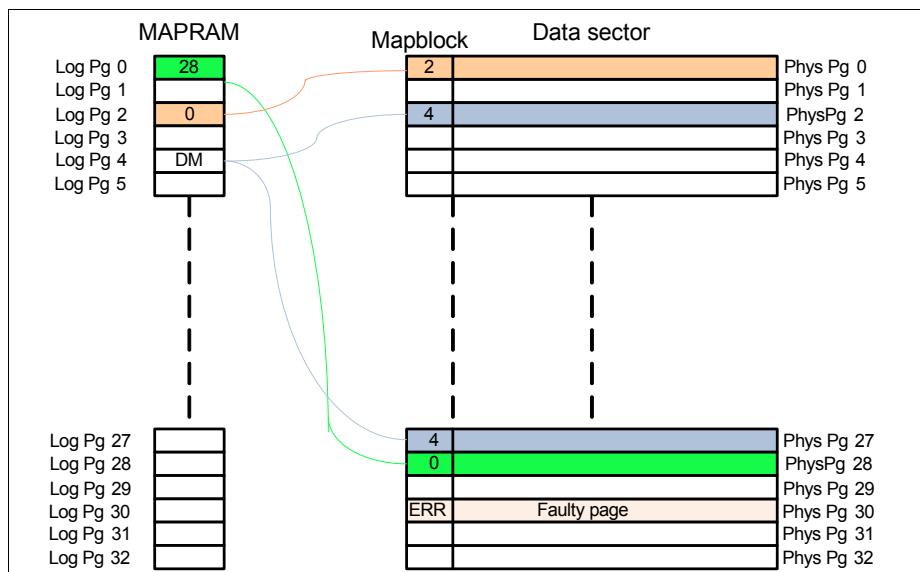 MAPRAM Mapblock Data sector
Log Pg 0 28 2 Phys Pg 0
Log Pg 1 Phys Pg 1
Log Pg 2 0 4 PhysPg 2
Log Pg 3 Phys Pg 3
Log Pg 4 DM Phys Pg 4
Log Pg 5 Phys Pg 5
Log Pg 27 4 Phys Pg 27
Log Pg 28 0 PhysPg 28
Log Pg 29 Phys Pg 29
Log Pg 30 ERR Faulty page Phys Pg 30
Log Pg 31 Phys Pg 31
Log Pg 32 Phys Pg 32